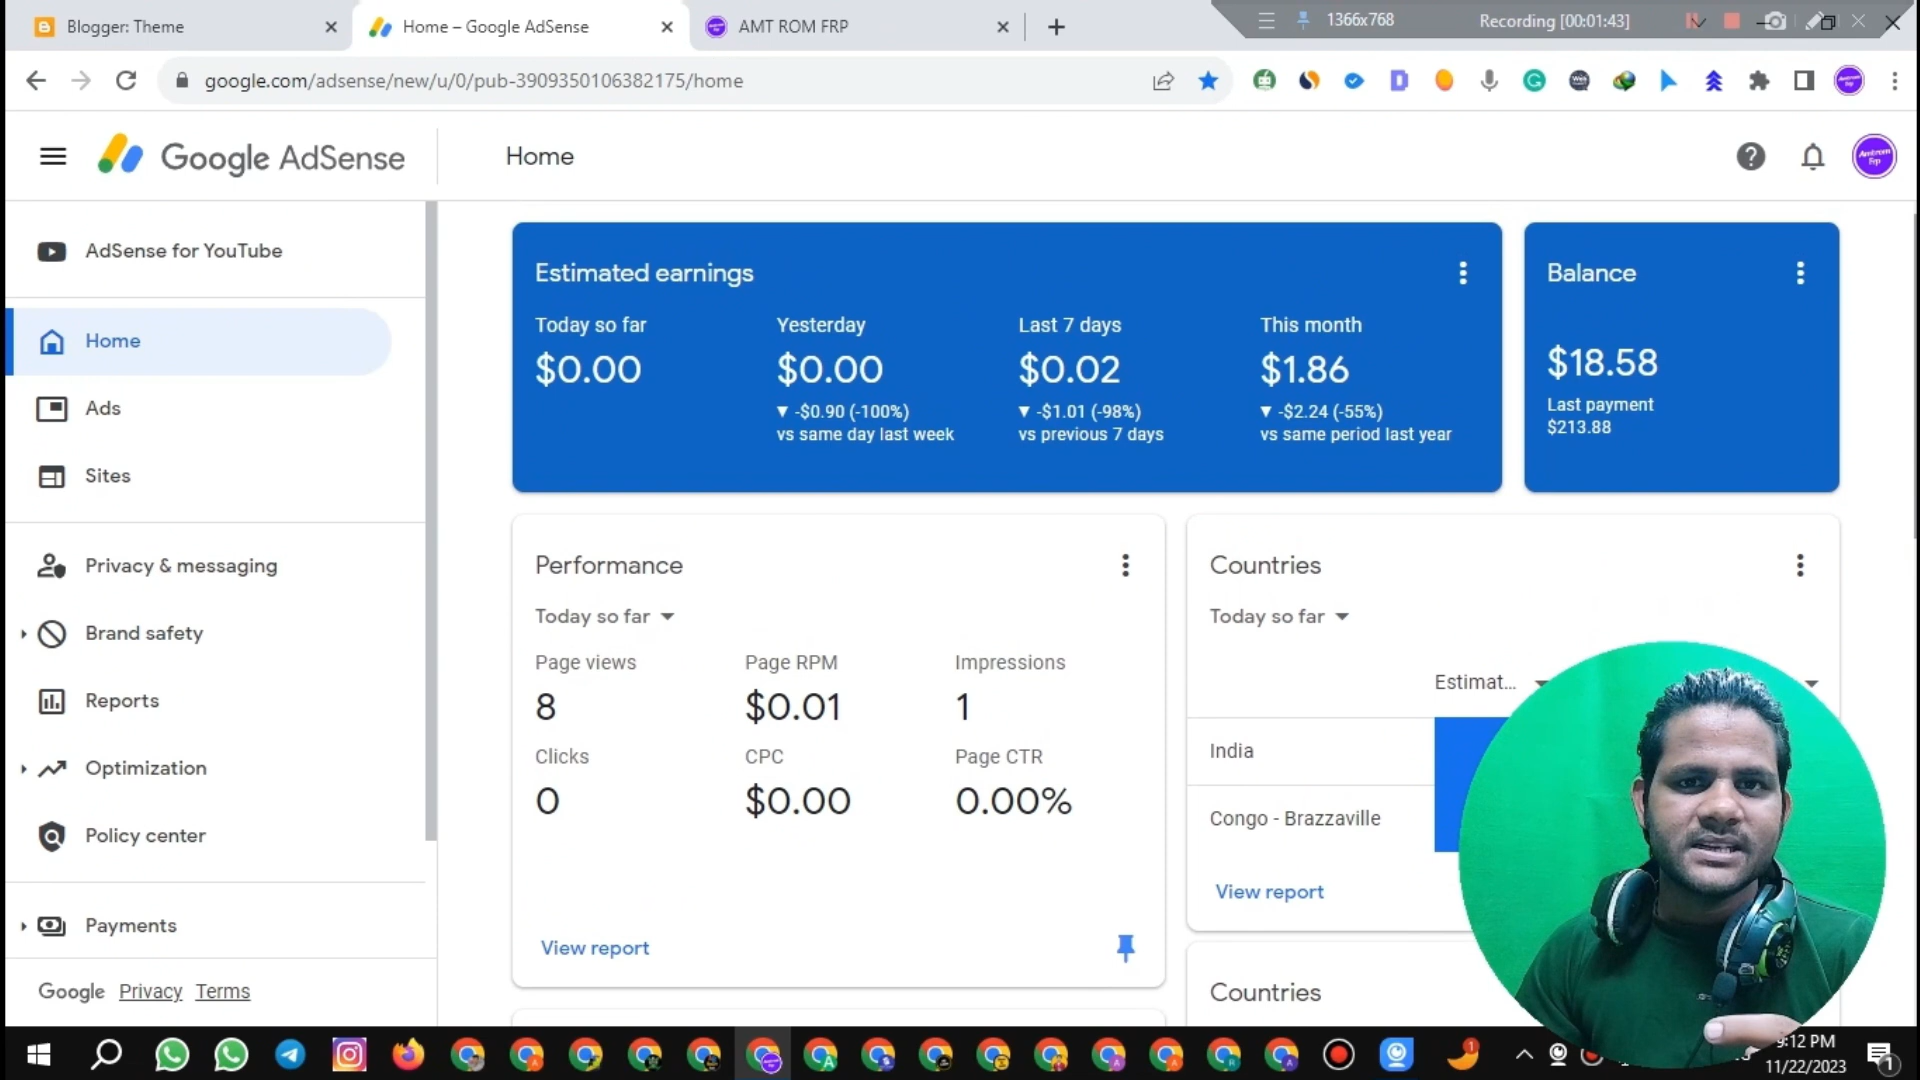 Blogger: Theme
Home – Google AdSense
AMT ROM FRP
1366x768
Recording [00:01:43]
google.com/adsense/new/u/0/pub-3909350106382175/home
Google AdSense
Home
Amtrom
Frp
AdSense for YouTube
Home
Ads
Sites
Privacy & messaging
Brand safety
Reports
Optimization
Policy center
Payments
Google Privacy Terms
Estimated earnings
Today so far
$0.00
Yesterday
$0.00
▼ -$0.90 (-100%)
vs same day last week
Last 7 days
$0.02
▼ -$1.01 (-98%)
vs previous 7 days
This month
$1.86
▼ -$2.24 (-55%)
vs same period last year
Balance
$18.58
Last payment
$213.88
Performance
Today so far
Page views
8
Page RPM
$0.01
Impressions
1
Clicks
0
CPC
$0.00
Page CTR
0.00%
View report
Countries
Today so far
Estimat...
India
Congo - Brazzaville
View report
Countries
9:12 PM
11/22/2023
1
1